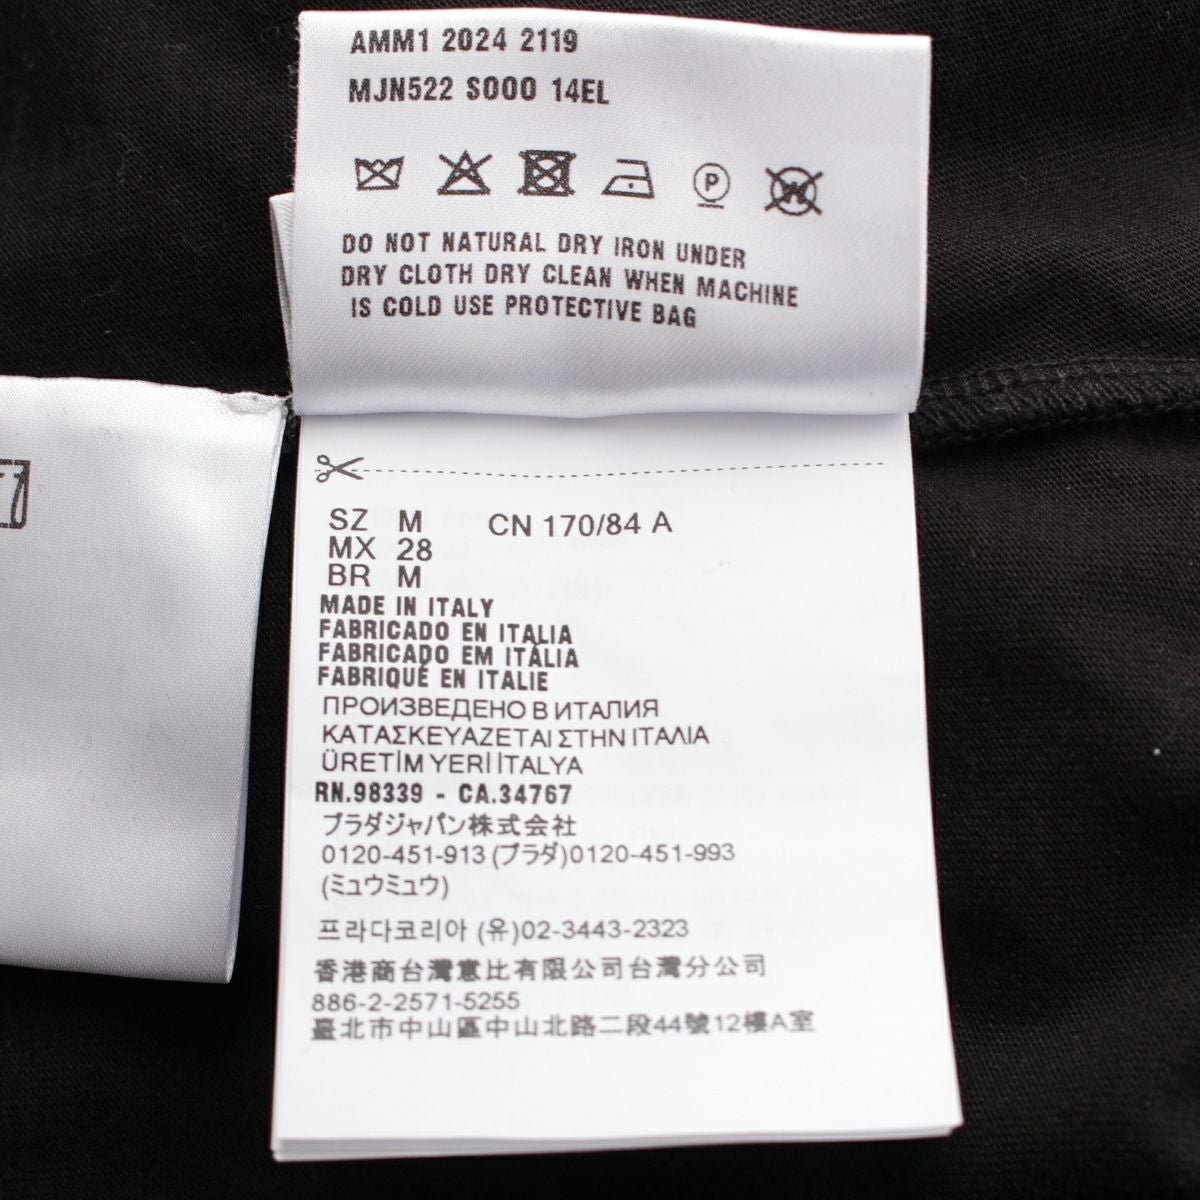 AMM1 2024 2119
MJN522 S000 14EL
P
W
DO NOT NATURAL DRY IRON UNDER
DRY CLOTH DRY CLEAN WHEN MACHINE
IS COLD USE PROTECTIVE BAG
SZ M CN 170/84 A
MX 28
BR M
MADE IN ITALY
FABRICADO EN ITALIA
FABRICADO EM ITÁLIA
FABRIQUÉ EN ITALIE
ПРОИЗВЕДЕНО В ИТАЛИЯ
ΚΑΤΑΣΚΕΥΑΖΕΤΑΙ ΣΤΗΝ ΙΤΑΛΙΑ
ÜRETİM YERİ İTALYA
RN.98339 - CA.34767
プラダジャパン株式会社
0120-451-913 (プラダ)0120-451-993
(ミュウミュウ)
프라다코리아 (유)02-3443-2323
香港商台灣意比有限公司台灣分公司
886-2-2571-5255
臺北市中山區中山北路二段44號12樓A室